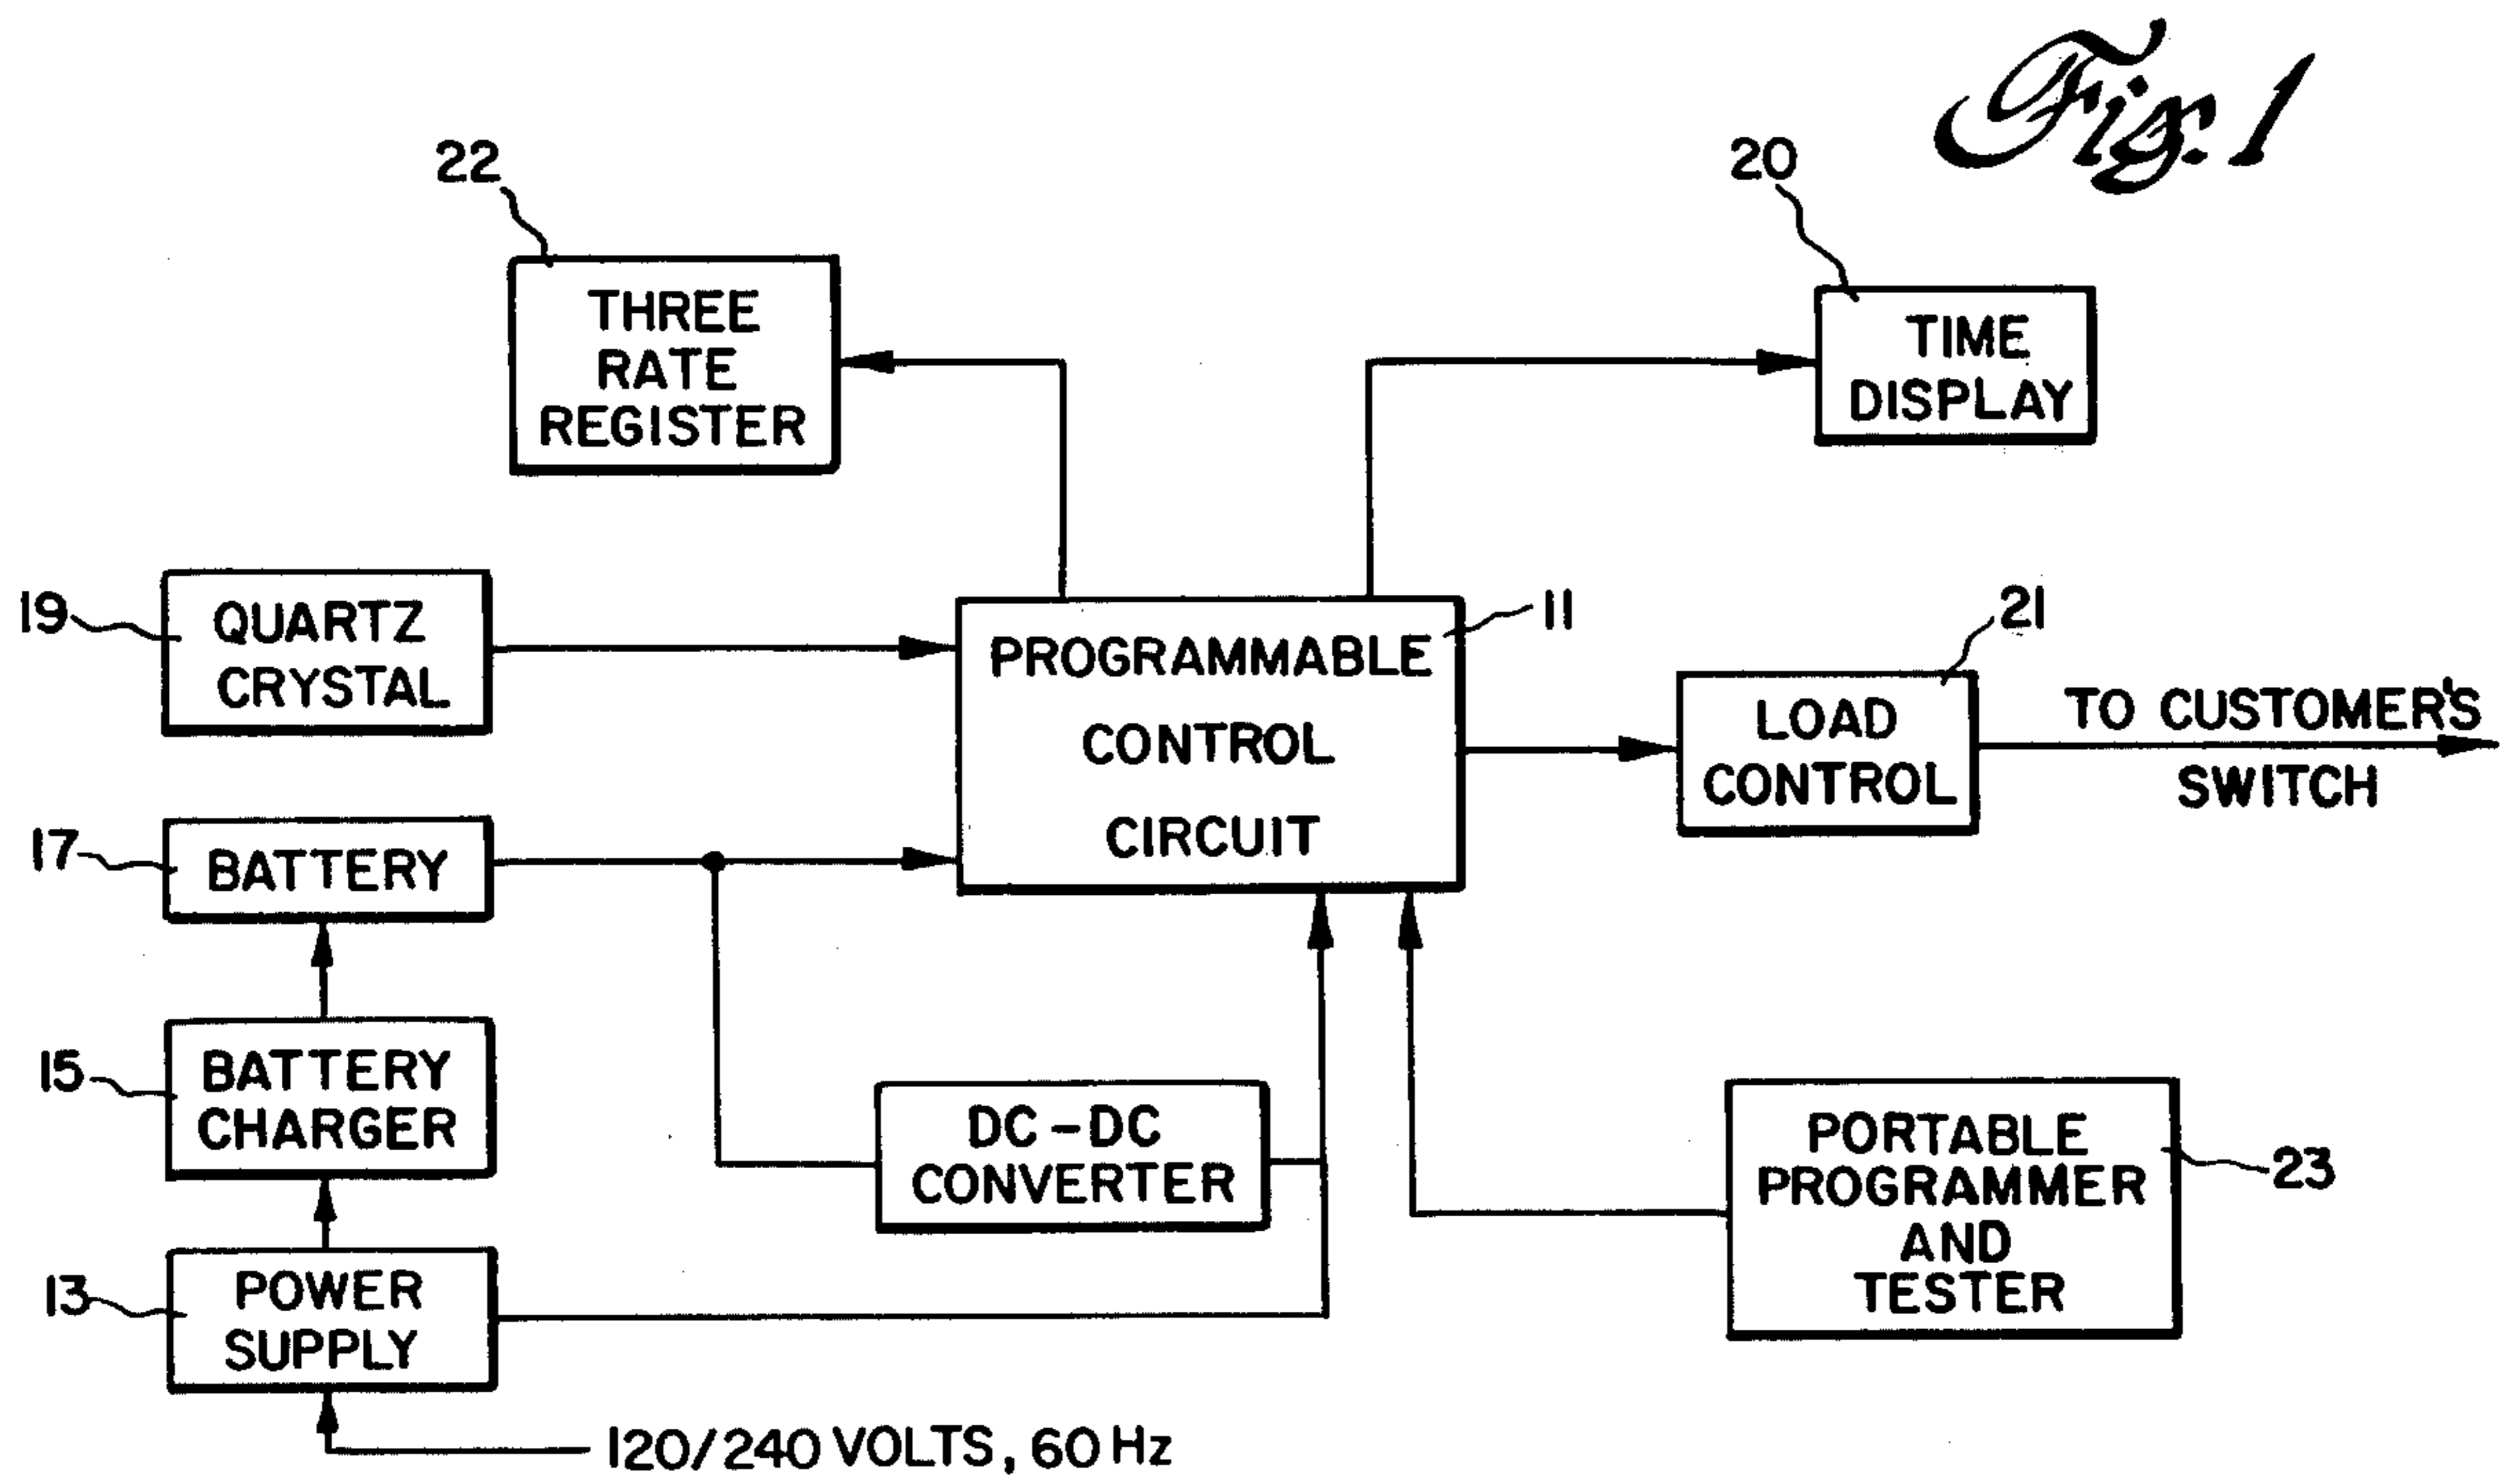 Fig. 1
22
20
THREE
RATE
REGISTER
TIME
DISPLAY
19
QUARTZ
CRYSTAL
11
PROGRAMMABLE
CONTROL
CIRCUIT
21
LOAD
CONTROL
TO CUSTOMER'S
SWITCH
17
BATTERY
15
BATTERY
CHARGER
DC-DC
CONVERTER
PORTABLE
PROGRAMMER
AND
TESTER
23
13
POWER
SUPPLY
120/240 VOLTS, 60 Hz